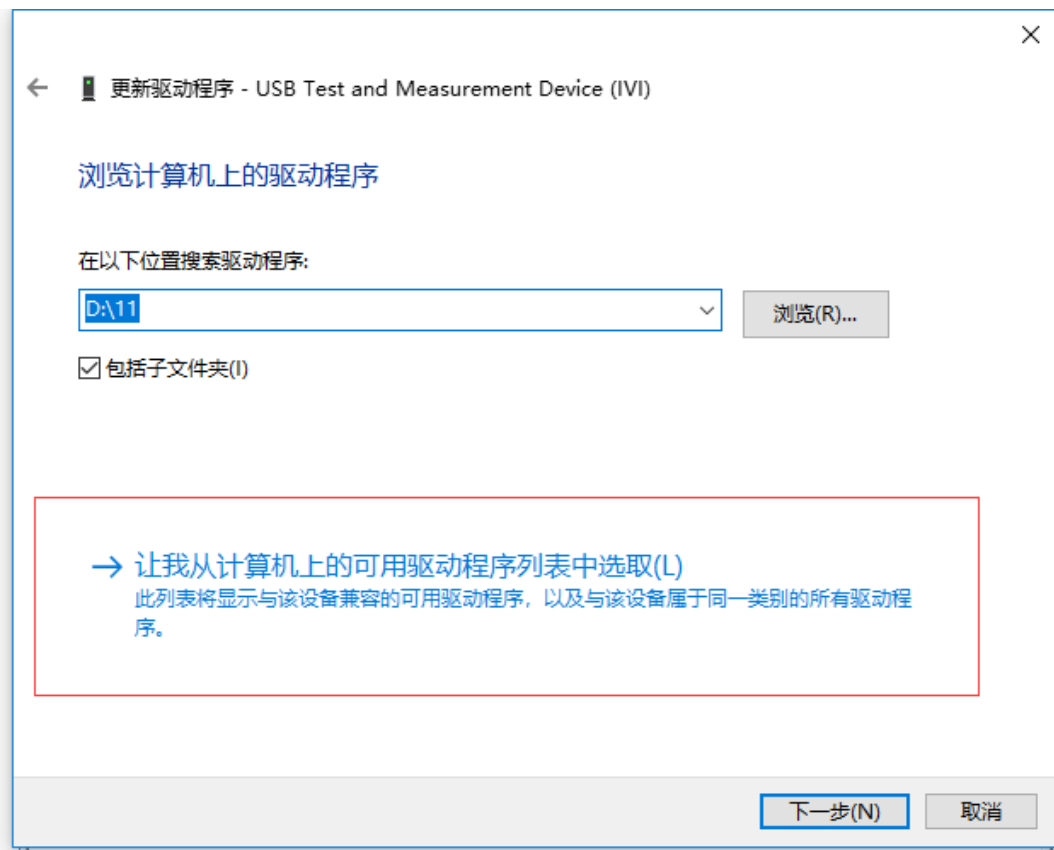 更新驱动程序 - USB Test and Measurement Device (IVI)
浏览计算机上的驱动程序
在以下位置搜索驱动程序:
D:\11
浏览(R)...
包括子文件夹(I)
让我从计算机上的可用驱动程序列表中选取(L)
此列表将显示与该设备兼容的可用驱动程序，以及与该设备属于同一类别的所有驱动程
序。
下一步(N)
取消